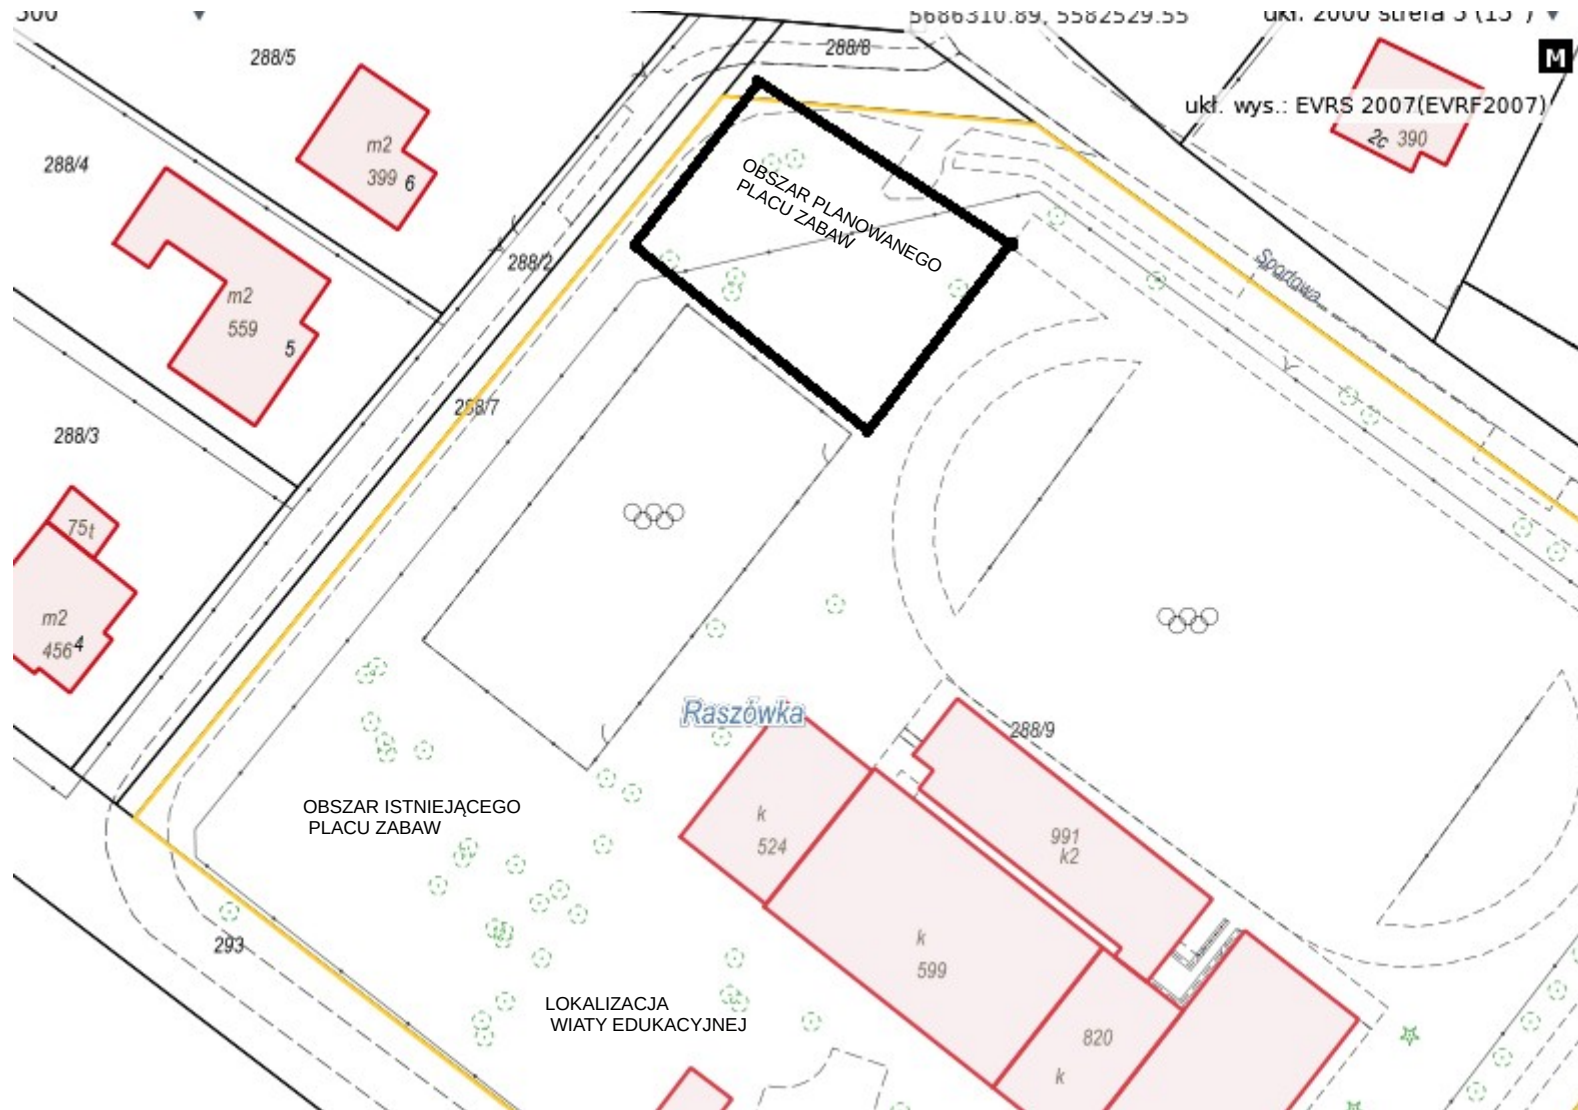 500
5686310.89, 5582529.55
ukł. 2000 strefa 5 (15°)
M
ukł. wys.: EVRS 2007(EVRF2007)
288/5
288/8
2c 390
m2
399 6
288/4
OBSZAR PLANOWANEGO
PLACU ZABAW
288/2
Sportowa
m2
559
5
288/7
288/3
75t
m2
456 4
Raszówka
288/9
OBSZAR ISTNIEJĄCEGO
PLACU ZABAW
k
524
991
k2
293
k
599
LOKALIZACJA
WIATY EDUKACYJNEJ
820
k